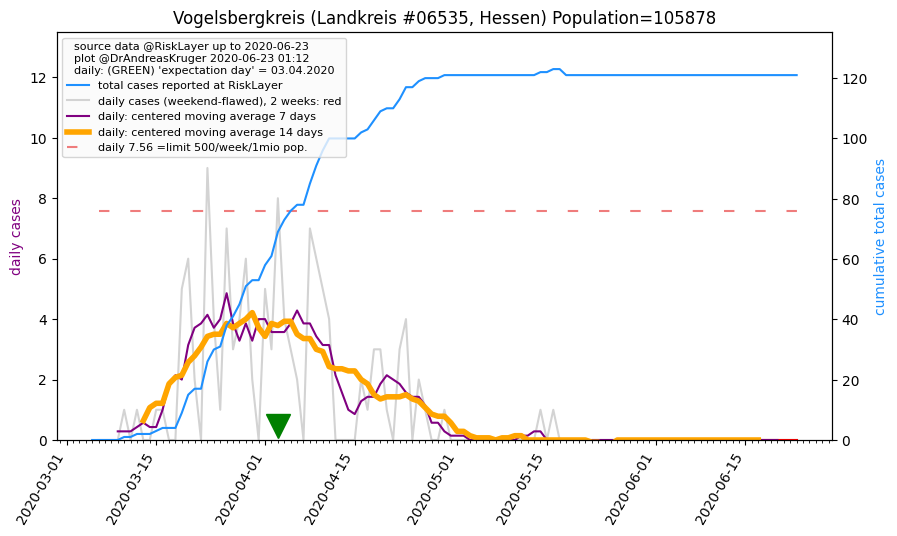 Vogelsbergkreis (Landkreis #06535, Hessen) Population=105878
source data @RiskLayer up to 2020-06-23
plot @DrAndreasKruger 2020-06-23 01:12
daily: (GREEN) 'expectation day' = 03.04.2020
total cases reported at RiskLayer
daily cases (weekend-flawed), 2 weeks: red
daily: centered moving average 7 days
daily: centered moving average 14 days
daily 7.56 =limit 500/week/1mio pop.
daily cases
12
10
8
6
4
2
0
cumulative total cases
120
100
80
60
40
20
0
2020-03-01
2020-03-15
2020-04-01
2020-04-15
2020-05-01
2020-05-15
2020-06-01
2020-06-15